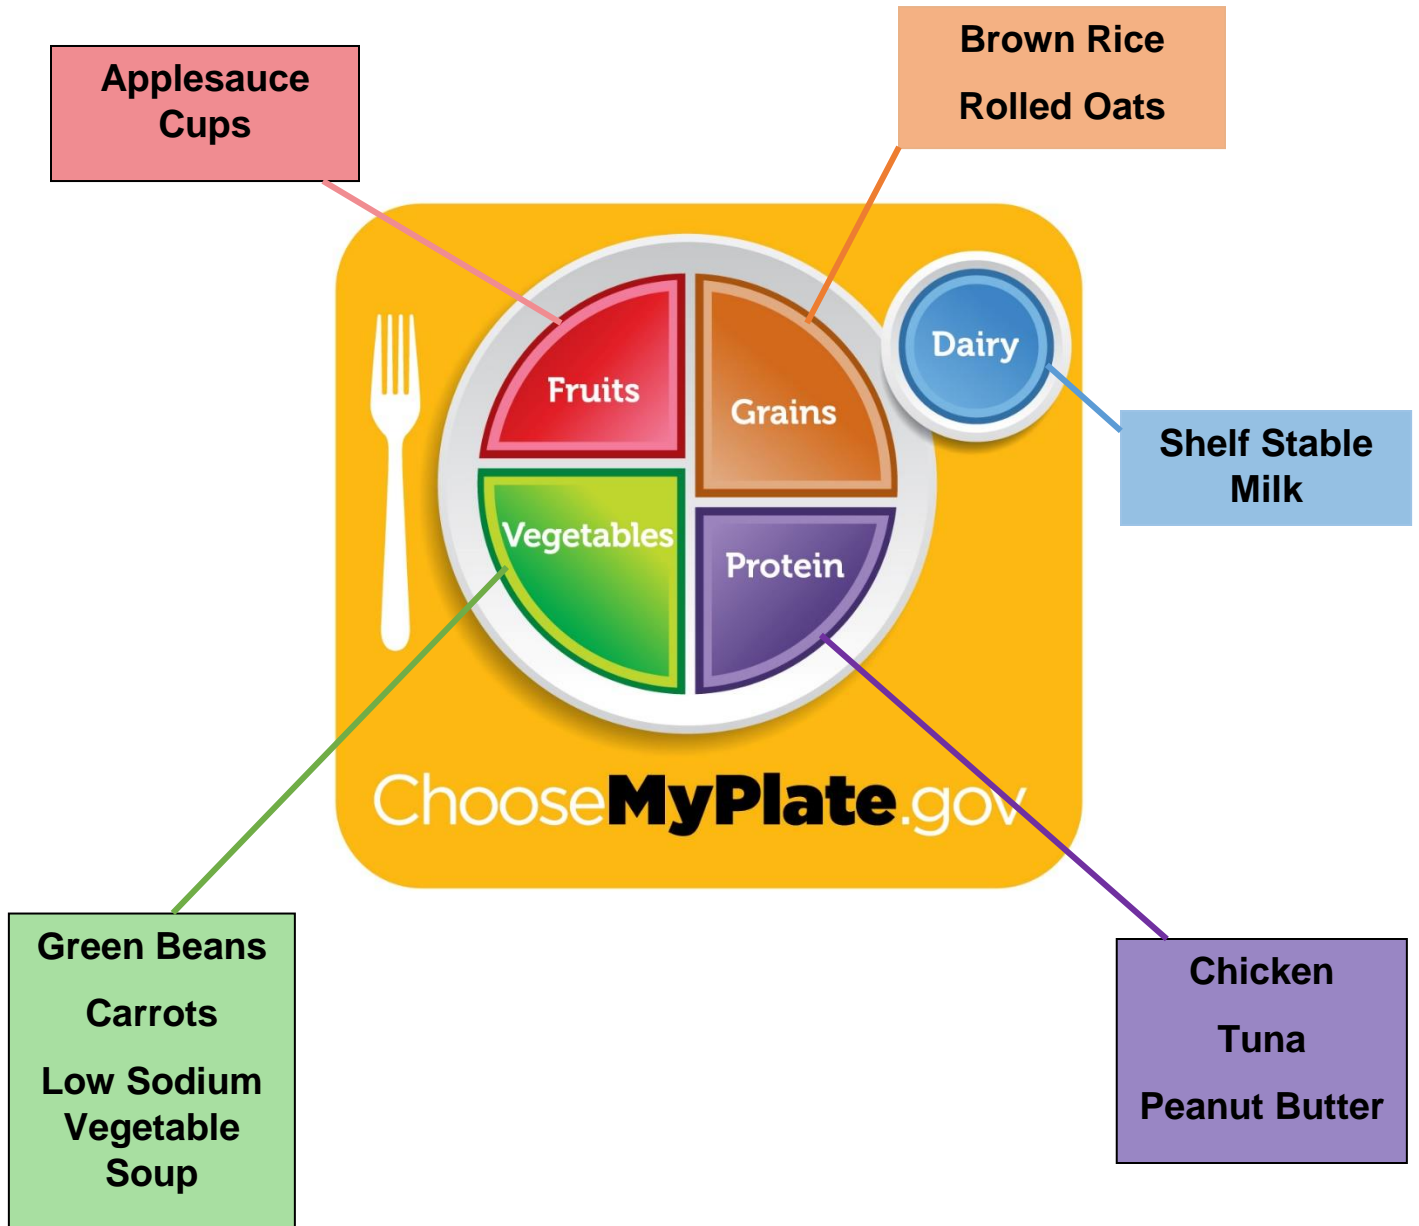 Applesauce
Cups
Brown Rice
Rolled Oats
Fruits
Grains
Dairy
Shelf Stable
Milk
Vegetables
Protein
ChooseMyPlate.gov
Green Beans
Carrots
Low Sodium
Vegetable
Soup
Chicken
Tuna
Peanut Butter